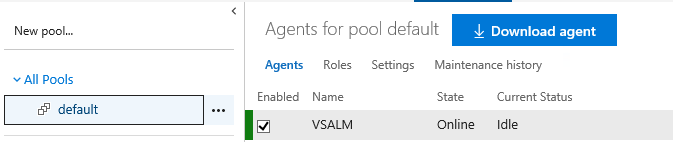 New pool...
All Pools
default
Agents for pool default
Download agent
Agents Roles Settings Maintenance history
Enabled Name State Current Status
VSALM Online Idle